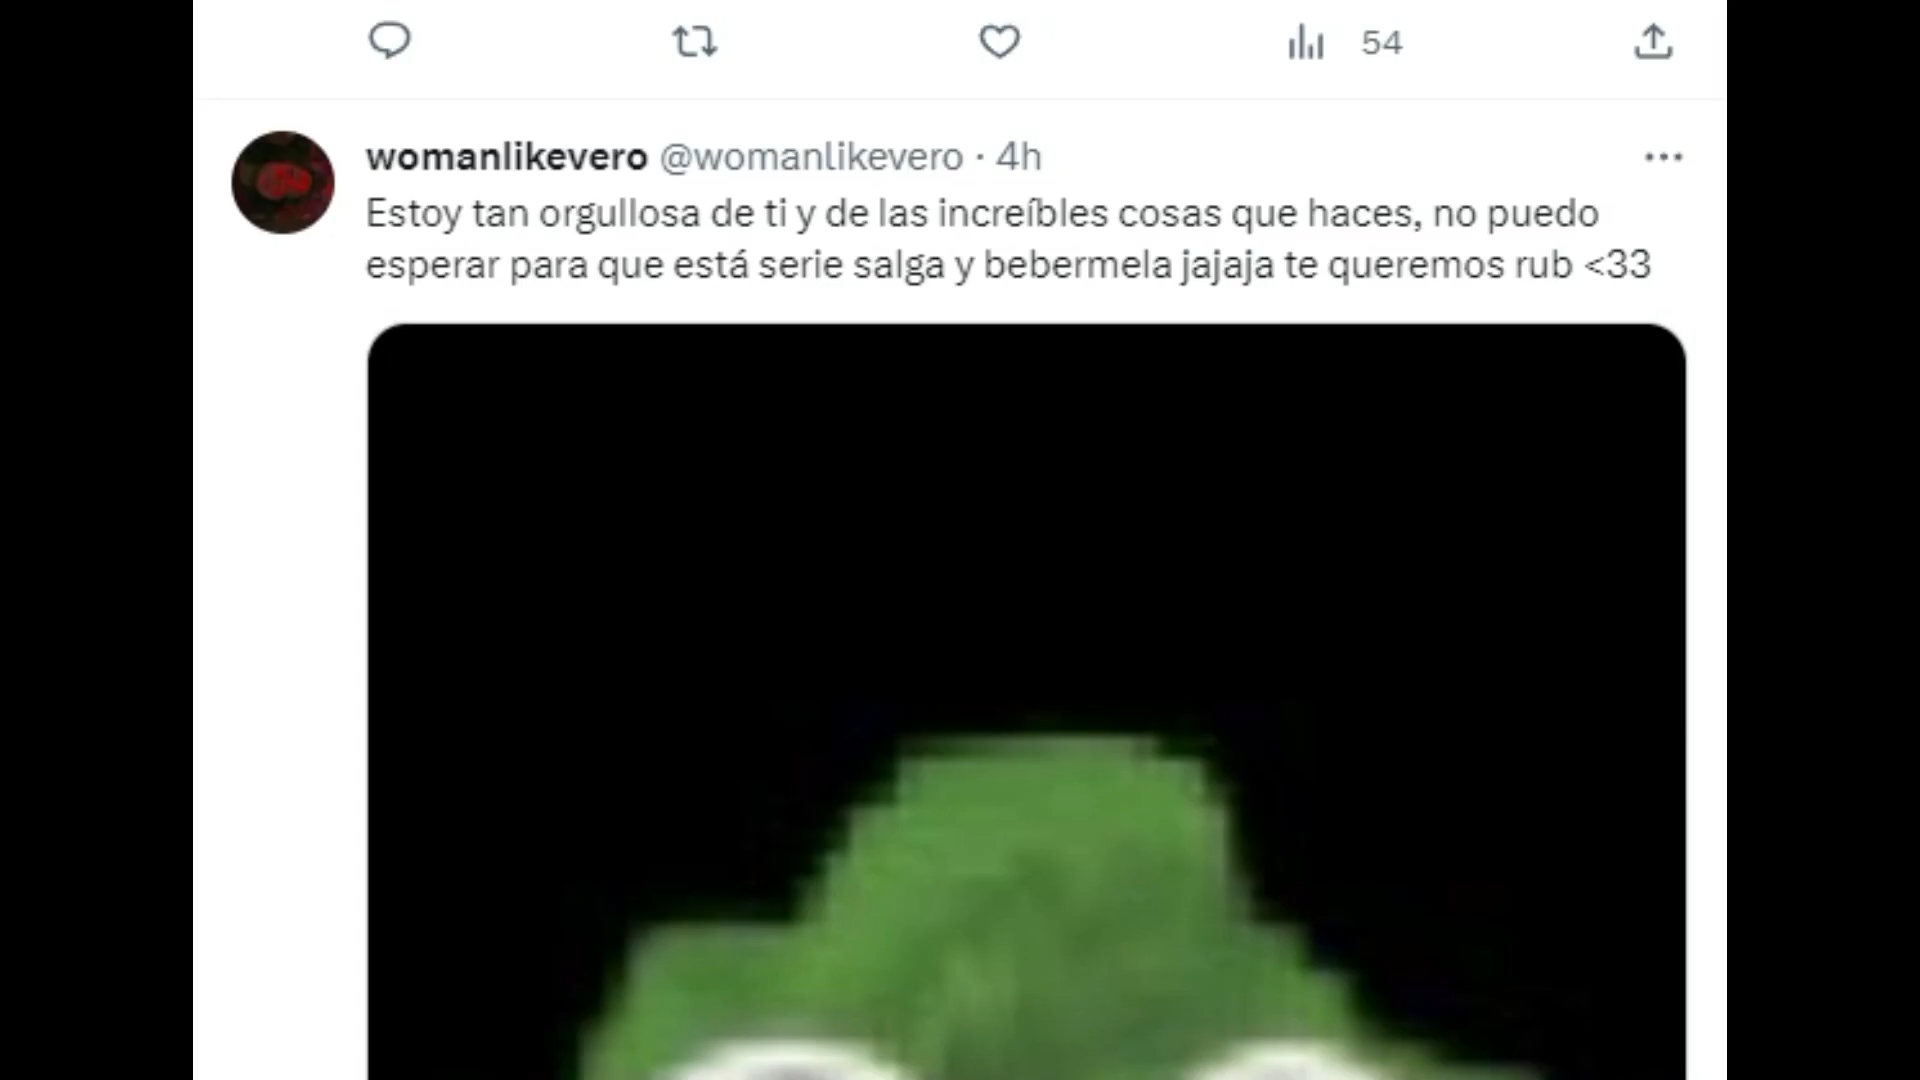 54
womanlikevero @womanlikevero · 4h
Estoy tan orgullosa de ti y de las increíbles cosas que haces, no puedo
esperar para que está serie salga y bebermela jajaja te queremos rub <33